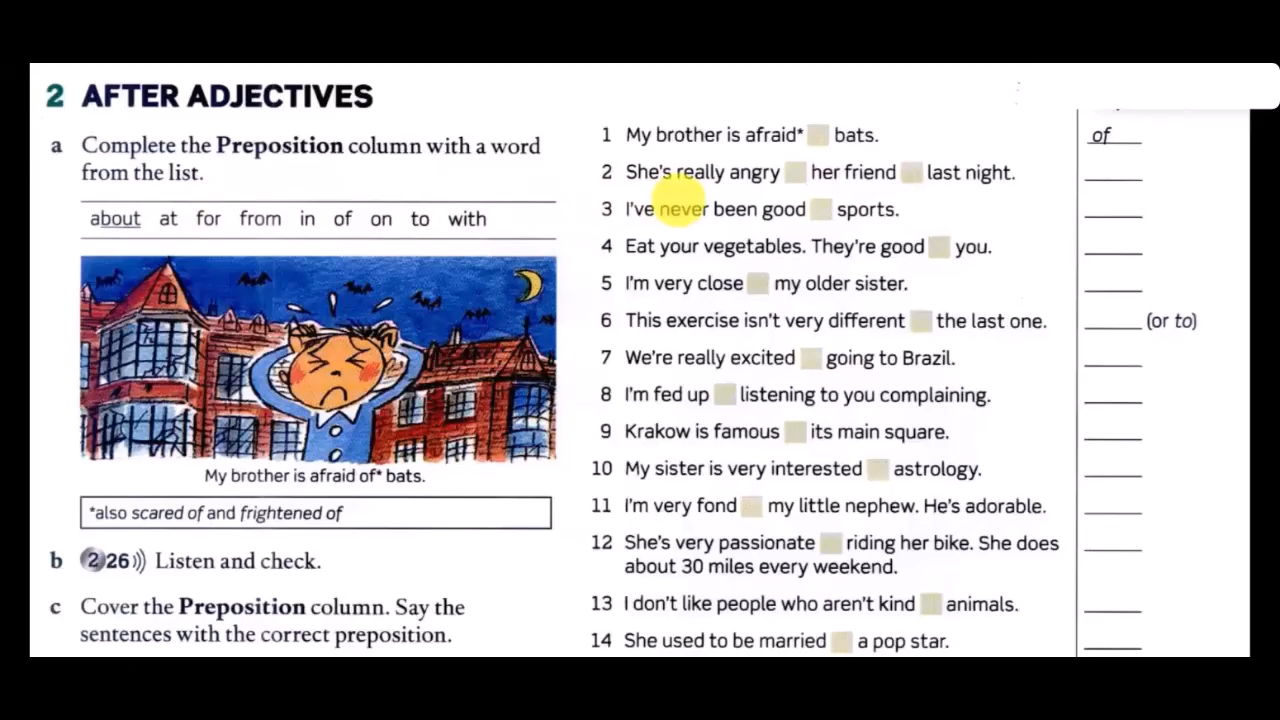 2 AFTER ADJECTIVES
a Complete the Preposition column with a word
from the list.
about at for from in of on to with
My brother is afraid of* bats.
*also scared of and frightened of
b 2 26))) Listen and check.
c Cover the Preposition column. Say the
sentences with the correct preposition.
1 My brother is afraid* bats.
of
2 She's really angry her friend last night.
3 I've never been good sports.
4 Eat your vegetables. They're good you.
5 I'm very close my older sister.
6 This exercise isn't very different the last one.
(or to)
7 We're really excited going to Brazil.
8 I'm fed up listening to you complaining.
9 Krakow is famous its main square.
10 My sister is very interested astrology.
11 I'm very fond my little nephew. He's adorable.
12 She's very passionate riding her bike. She does
about 30 miles every weekend.
13 I don't like people who aren't kind animals.
14 She used to be married a pop star.